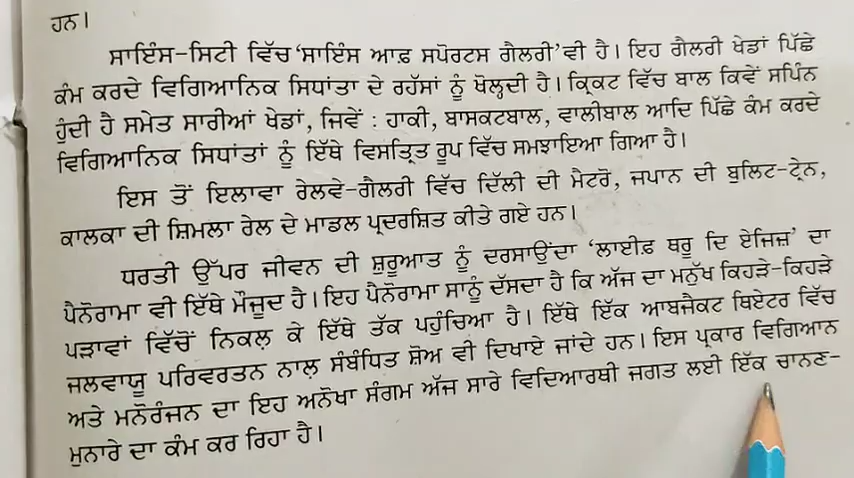 ਹਨ।
ਸਾਇੰਸ-ਸਿਟੀ ਵਿੱਚ ‘ਸਾਇੰਸ ਆਫ਼ ਸਪੋਰਟਸ ਗੈਲਰੀ’ ਵੀ ਹੈ। ਇਹ ਗੈਲਰੀ ਖੇਡਾਂ ਪਿੱਛੇ
ਕੰਮ ਕਰਦੇ ਵਿਗਿਆਨਿਕ ਸਿਧਾਂਤਾ ਦੇ ਰਹੱਸਾਂ ਨੂੰ ਖੋਲ੍ਹਦੀ ਹੈ। ਕ੍ਰਿਕਟ ਵਿੱਚ ਬਾਲ ਕਿਵੇਂ ਸਪਿੰਨ
ਹੁੰਦੀ ਹੈ ਸਮੇਤ ਸਾਰੀਆਂ ਖੇਡਾਂ, ਜਿਵੇਂ : ਹਾਕੀ, ਬਾਸਕਟਬਾਲ, ਵਾਲੀਬਾਲ ਆਦਿ ਪਿੱਛੇ ਕੰਮ ਕਰਦੇ
ਵਿਗਿਆਨਿਕ ਸਿਧਾਂਤਾਂ ਨੂੰ ਇੱਥੇ ਵਿਸਤ੍ਰਿਤ ਰੂਪ ਵਿੱਚ ਸਮਝਾਇਆ ਗਿਆ ਹੈ।
ਇਸ ਤੋਂ ਇਲਾਵਾ ਰੇਲਵੇ-ਗੈਲਰੀ ਵਿੱਚ ਦਿੱਲੀ ਦੀ ਮੈਟਰੋ, ਜਪਾਨ ਦੀ ਬੁਲਿਟ-ਟ੍ਰੇਨ,
ਕਾਲਕਾ ਦੀ ਸ਼ਿਮਲਾ ਰੇਲ ਦੇ ਮਾਡਲ ਪ੍ਰਦਰਸ਼ਿਤ ਕੀਤੇ ਗਏ ਹਨ।
ਧਰਤੀ ਉੱਪਰ ਜੀਵਨ ਦੀ ਸ਼ੁਰੂਆਤ ਨੂੰ ਦਰਸਾਉਂਦਾ ‘ਲਾਈਫ਼ ਥਰੂ ਦਿ ਏਜਿਜ਼’ ਦਾ
ਪੈਨੋਰਾਮਾ ਵੀ ਇੱਥੇ ਮੌਜੂਦ ਹੈ। ਇਹ ਪੈਨੋਰਾਮਾ ਸਾਨੂੰ ਦੱਸਦਾ ਹੈ ਕਿ ਅੱਜ ਦਾ ਮਨੁੱਖ ਕਿਹੜੇ-ਕਿਹੜੇ
ਪੜਾਵਾਂ ਵਿੱਚੋਂ ਨਿਕਲ਼ ਕੇ ਇੱਥੇ ਤੱਕ ਪਹੁੰਚਿਆ ਹੈ। ਇੱਥੇ ਇੱਕ ਆਬਜੈਕਟ ਥਿਏਟਰ ਵਿੱਚ
ਜਲਵਾਯੂ ਪਰਿਵਰਤਨ ਨਾਲ਼ ਸੰਬੰਧਿਤ ਸ਼ੋਅ ਵੀ ਦਿਖਾਏ ਜਾਂਦੇ ਹਨ। ਇਸ ਪ੍ਰਕਾਰ ਵਿਗਿਆਨ
ਅਤੇ ਮਨੋਰੰਜਨ ਦਾ ਇਹ ਅਨੋਖਾ ਸੰਗਮ ਅੱਜ ਸਾਰੇ ਵਿਦਿਆਰਥੀ ਜਗਤ ਲਈ ਇੱਕ ਚਾਨਣ-
ਮੁਨਾਰੇ ਦਾ ਕੰਮ ਕਰ ਰਿਹਾ ਹੈ।